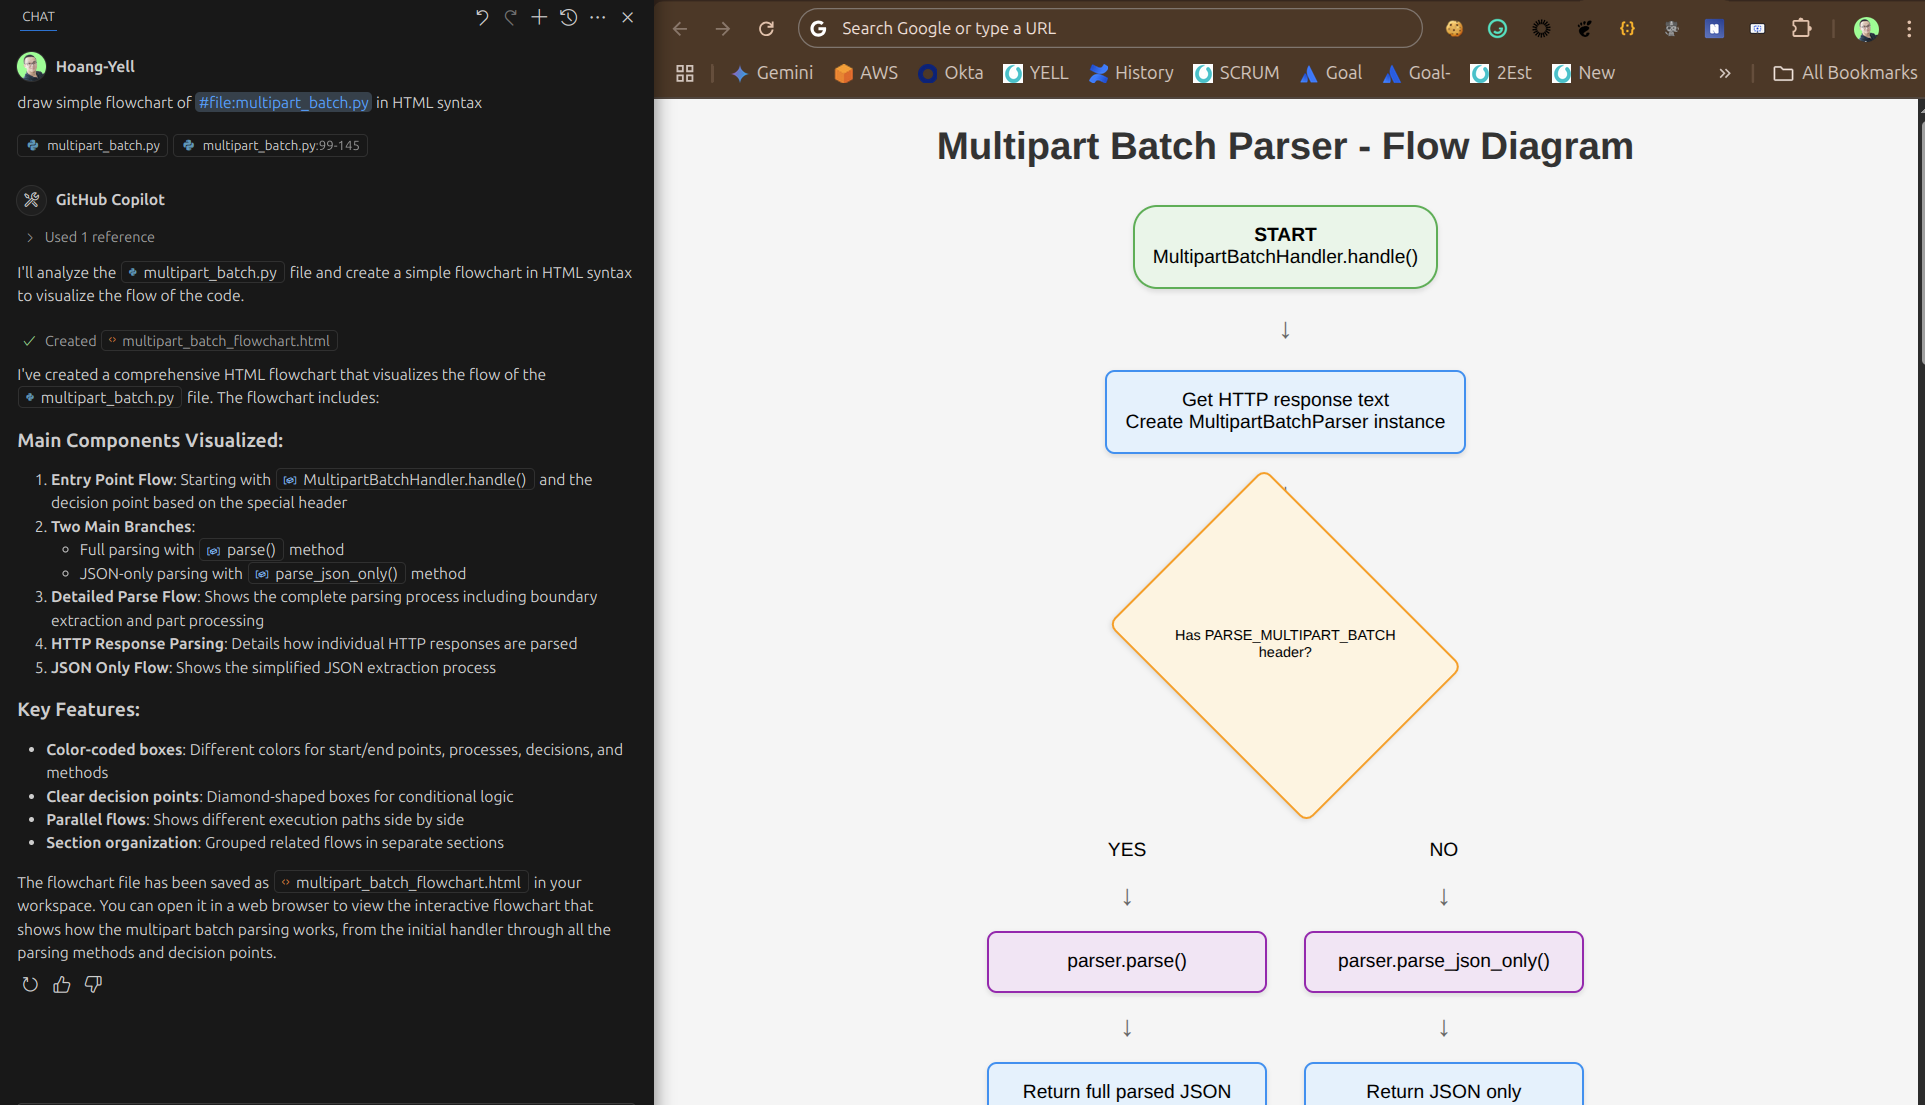 CHAT
Hoang-Yell
draw simple flowchart of #file:multipart_batch.py in HTML syntax
multipart_batch.py multipart_batch.py:99-145
GitHub Copilot
Used 1 reference
I'll analyze the multipart_batch.py file and create a simple flowchart in HTML syntax
to visualize the flow of the code.
Created multipart_batch_flowchart.html
I've created a comprehensive HTML flowchart that visualizes the flow of the
multipart_batch.py file. The flowchart includes:
Main Components Visualized:
1. Entry Point Flow: Starting with MultipartBatchHandler.handle() and the
decision point based on the special header
2. Two Main Branches:
Full parsing with parse() method
JSON-only parsing with parse_json_only() method
3. Detailed Parse Flow: Shows the complete parsing process including boundary
extraction and part processing
4. HTTP Response Parsing: Details how individual HTTP responses are parsed
5. JSON Only Flow: Shows the simplified JSON extraction process
Key Features:
• Color-coded boxes: Different colors for start/end points, processes, decisions, and
methods
• Clear decision points: Diamond-shaped boxes for conditional logic
• Parallel flows: Shows different execution paths side by side
• Section organization: Grouped related flows in separate sections
The flowchart file has been saved as multipart_batch_flowchart.html in your
workspace. You can open it in a web browser to view the interactive flowchart that
shows how the multipart batch parsing works, from the initial handler through all the
parsing methods and decision points.
Search Google or type a URL
Gemini AWS Okta YELL History SCRUM Goal Goal- 2Est New » All Bookmarks
Multipart Batch Parser - Flow Diagram
START
MultipartBatchHandler.handle()
↓
Get HTTP response text
Create MultipartBatchParser instance
Has PARSE_MULTIPART_BATCH
header?
YES NO
↓ ↓
parser.parse() parser.parse_json_only()
↓ ↓
Return full parsed JSON Return JSON only